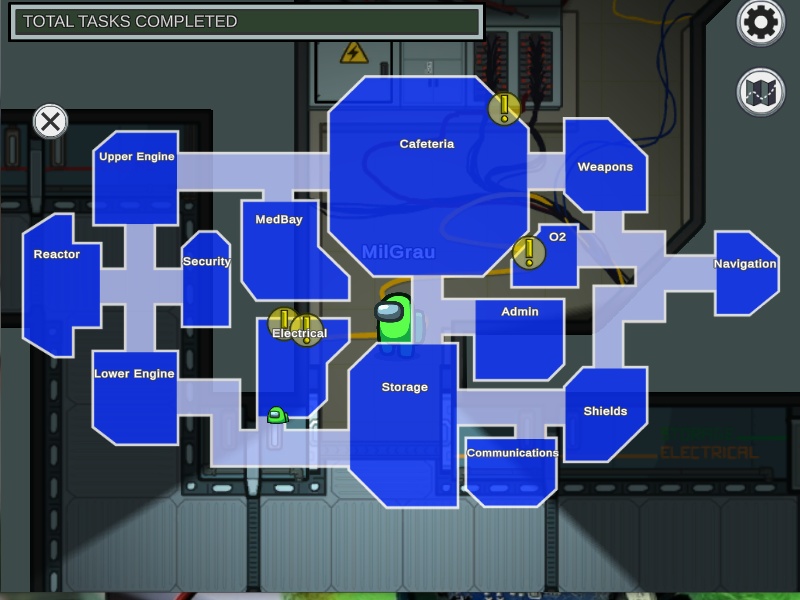 TOTAL TASKS COMPLETED
Cafeteria
Upper Engine
Weapons
MedBay
MilGrau
O2
Reactor
Security
Navigation
Admin
Electrical
Lower Engine
Storage
Shields
Communications
ELECTRICAL